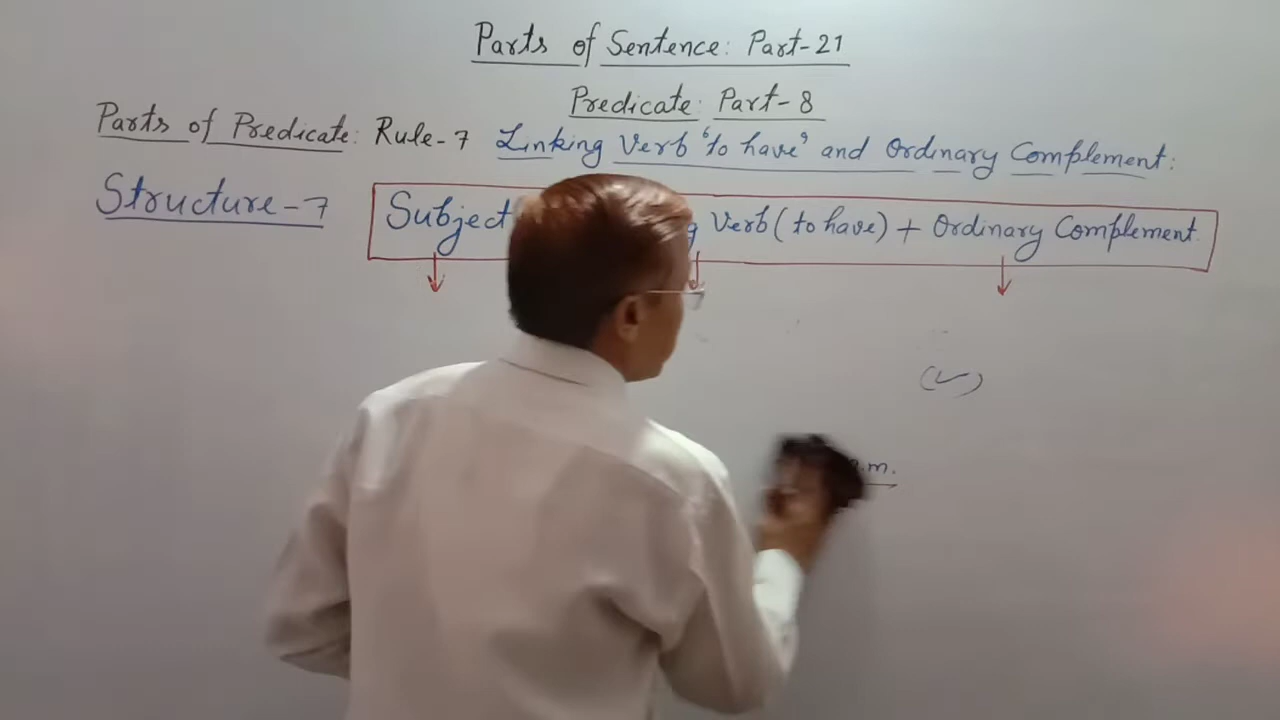 Parts of Sentence: Part-21
Predicate: Part-8
Parts of Predicate: Rule-7 Linking Verb 'to have' and Ordinary Complement:
Structure-7 Subject Verb (to have) + Ordinary Complement.